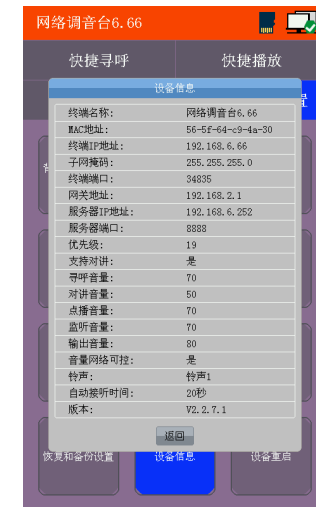 网络调音台6.66
快捷寻呼 快捷播放
设备信息
终端名称: 网络调音台6.66
MAC地址: 56-5f-64-c9-4a-30
终端IP地址: 192.168.6.66
子网掩码: 255.255.255.0
终端端口: 34835
网关地址: 192.168.2.1
服务器IP地址: 192.168.6.252
服务器端口: 8888
优先级: 19
支持对讲: 是
寻呼音量: 70
对讲音量: 50
点播音量: 70
监听音量: 70
输出音量: 80
音量网络可控: 是
铃声: 铃声1
自动接听时间: 20秒
版本: V2.2.7.1
返回
恢复和备份设置 设备信息 设备重启